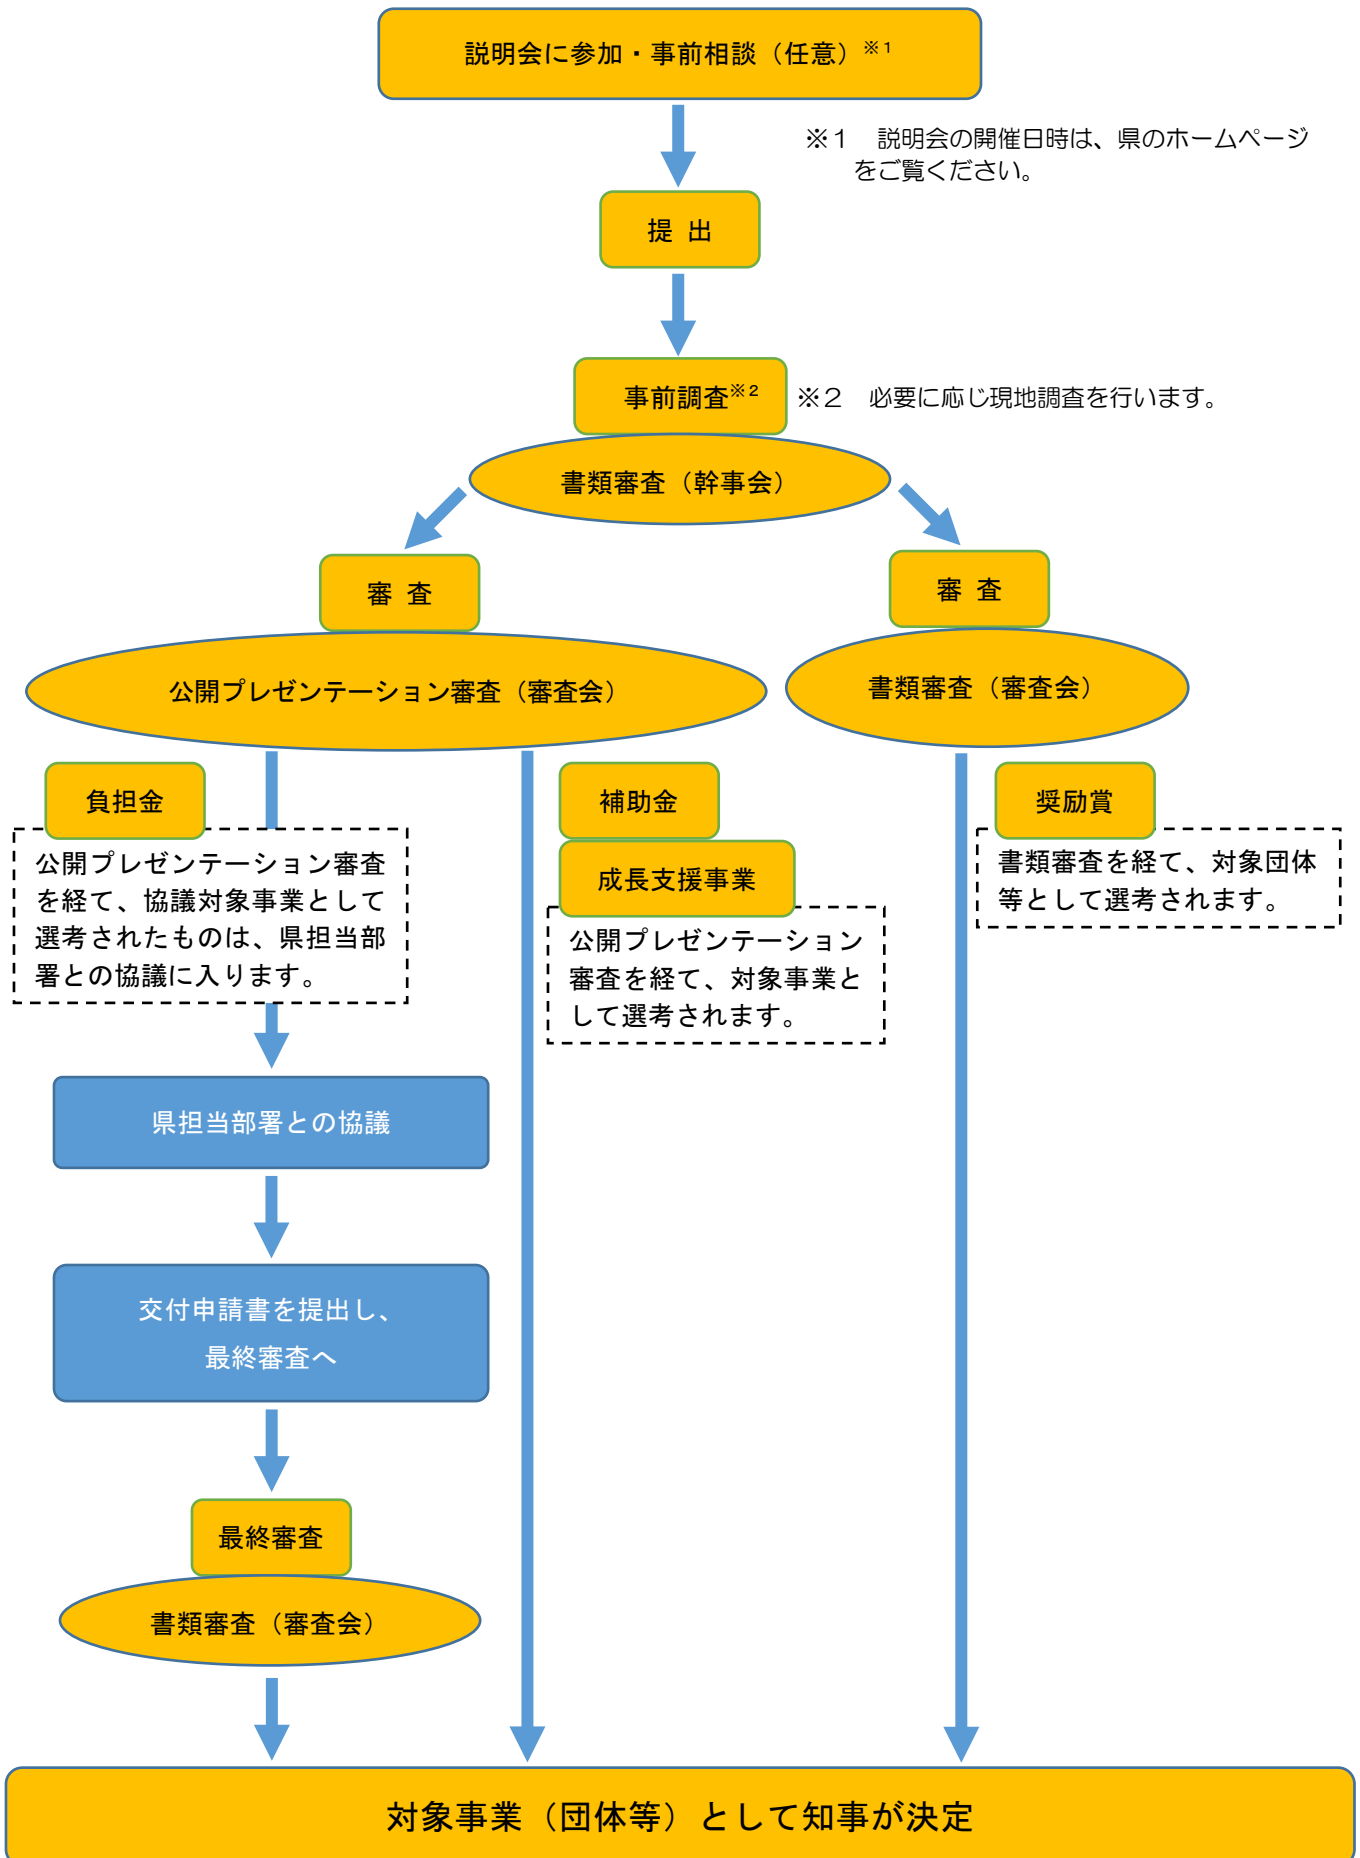 説明会に参加・事前相談（任意）※1
※１　説明会の開催日時は、県のホームページ
をご覧ください。
提 出
事前調査※2
※２　必要に応じ現地調査を行います。
書類審査（幹事会）
審 査
審 査
公開プレゼンテーション審査（審査会）
書類審査（審査会）
負担金
公開プレゼンテーション審査
を経て、協議対象事業として
選考されたものは、県担当部
署との協議に入ります。
補助金
成長支援事業
公開プレゼンテーション
審査を経て、対象事業と
して選考されます。
奨励賞
書類審査を経て、対象団体
等として選考されます。
県担当部署との協議
交付申請書を提出し、
最終審査へ
最終審査
書類審査（審査会）
対象事業（団体等）として知事が決定